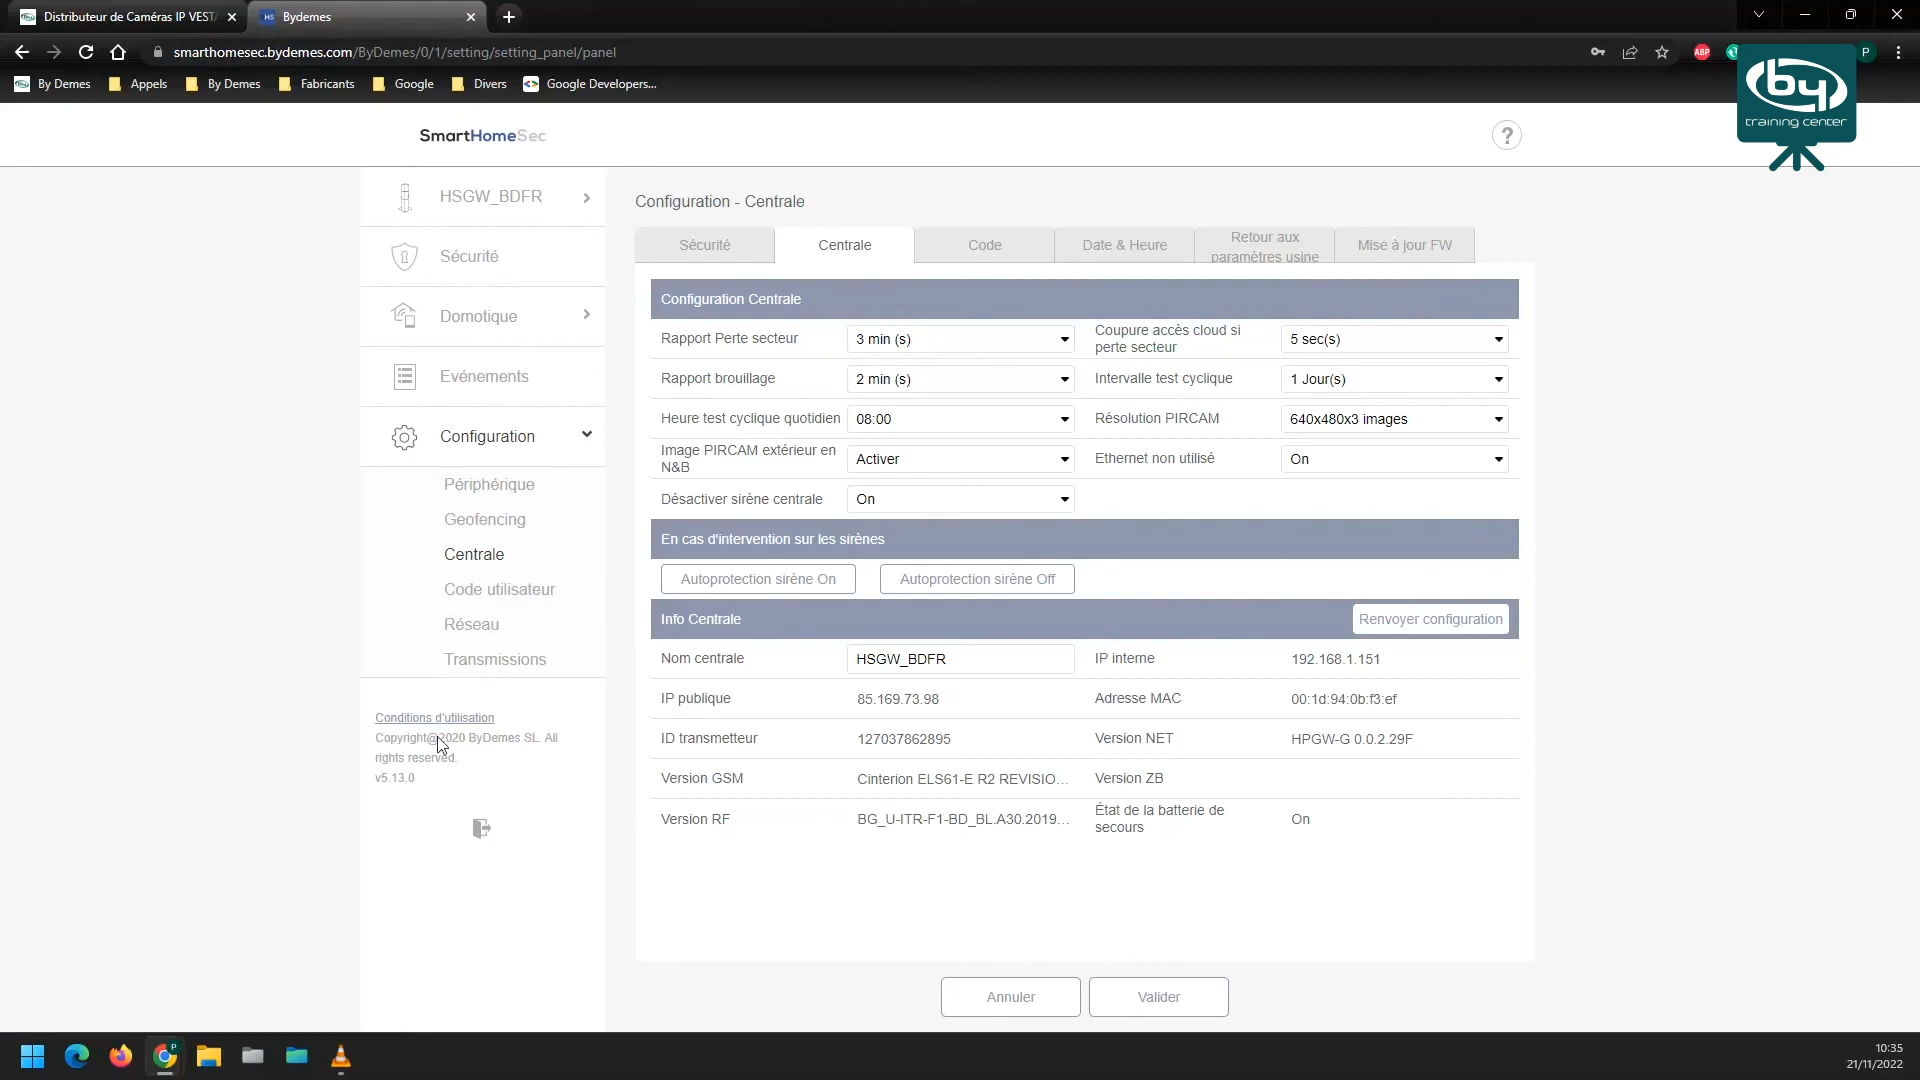 Distributeur de Caméras IP VEST
Bydemes
smarthomesec.bydemes.com/ByDemes/0/1/setting/setting_panel/panel
ABP
P
By Demes
Appels
By Demes
Fabricants
Google
Divers
Google Developers...
by
training center
SmartHomeSec
?
HSGW_BDFR
Sécurité
Domotique
Evénements
Configuration
Périphérique
Geofencing
Centrale
Code utilisateur
Réseau
Transmissions
Conditions d'utilisation
Copyright@2020 ByDemes SL. All
rights reserved.
v5.13.0
Configuration - Centrale
Sécurité
Centrale
Code
Date & Heure
Retour aux
paramètres usine
Mise à jour FW
Configuration Centrale
Rapport Perte secteur
3 min (s)
Coupure accès cloud si
perte secteur
5 sec(s)
Rapport brouillage
2 min (s)
Intervalle test cyclique
1 Jour(s)
Heure test cyclique quotidien
08:00
Résolution PIRCAM
640x480x3 images
Image PIRCAM extérieur en
N&B
Activer
Ethernet non utilisé
On
Désactiver sirène centrale
On
En cas d'intervention sur les sirènes
Autoprotection sirène On
Autoprotection sirène Off
Info Centrale
Renvoyer configuration
Nom centrale
HSGW_BDFR
IP interne
192.168.1.151
IP publique
85.169.73.98
Adresse MAC
00:1d:94:0b:f3:ef
ID transmetteur
127037862895
Version NET
HPGW-G 0.0.2.29F
Version GSM
Cinterion ELS61-E R2 REVISIO...
Version ZB
Version RF
BG_U-ITR-F1-BD_BL.A30.2019...
État de la batterie de
secours
On
Annuler
Valider
P
10:35
21/11/2022